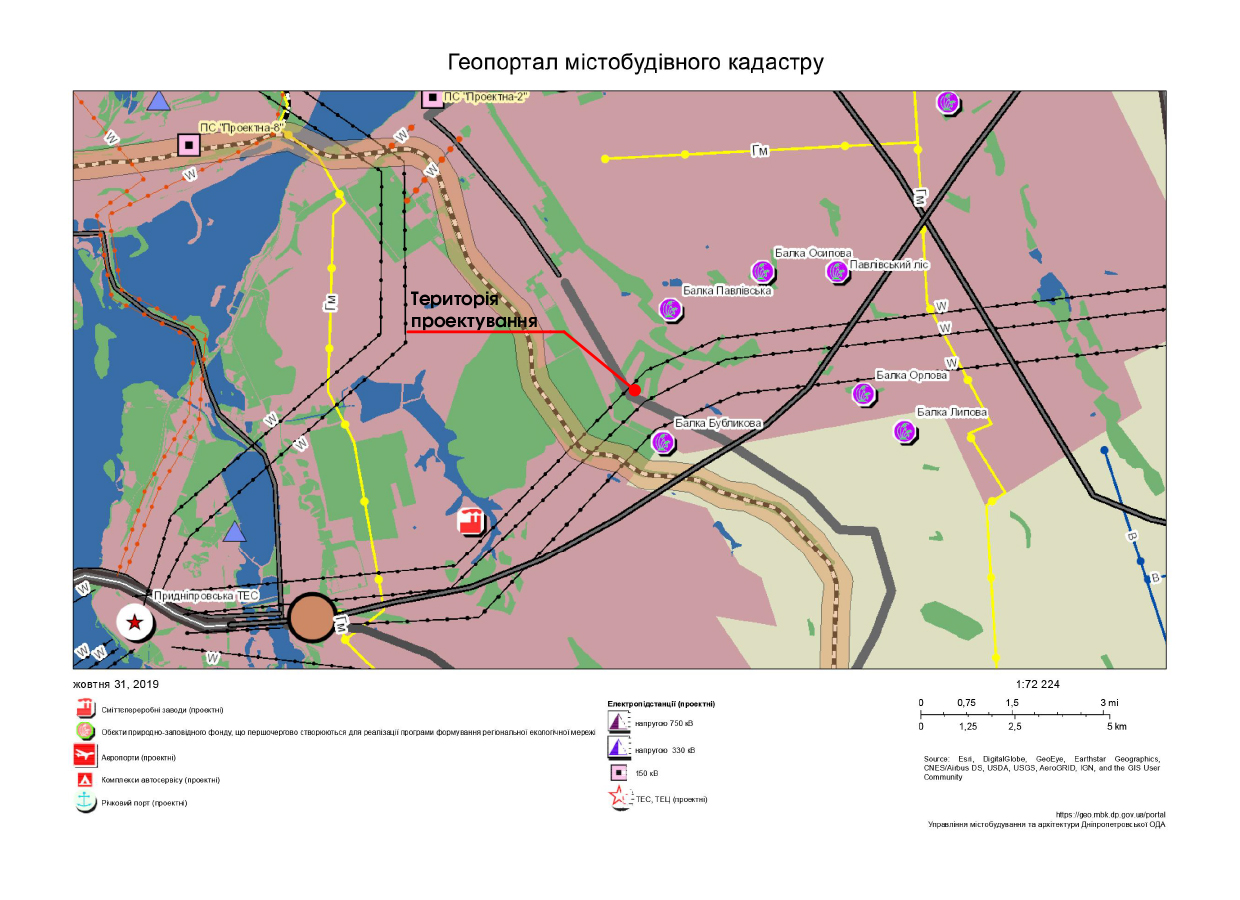 Геопортал містобудівного кадастру
ПС "Проектна-2"
ПС "Проектна-8"
W
W
W
W
Гм
Гм
Балка Осипова
Павлівський ліс
Балка Павлівська
Гм
Територія
проектування
W
W
W
Балка Орлова
Балка Липова
Балка Бубликова
W
W
В
В
W
Придніпровська ТЕС
Гм
W
W
W
жовтня 31, 2019
1:72 224
Сміттєпереробні заводи (проектні)
Обєкти природно-заповідного фонду, що першочергово створюються для реалізації програми формування регіональної екологічної мережі
Аеропорти (проектні)
Комплекси автосервісу (проектні)
Річковий порт (проектні)
Електропідстанції (проектні)
напругою 750 кВ
напругою 330 кВ
150 кВ
ТЕС, ТЕЦ (проектні)
0 0,75 1,5 3 mi
0 1,25 2,5 5 km
Source: Esri, DigitalGlobe, GeoEye, Earthstar Geographics,
CNES/Airbus DS, USDA, USGS, AeroGRID, IGN, and the GIS User
Community
https://geo.mbk.dp.gov.ua/portal
Управління містобудування та архітектури Дніпропетровської ОДА